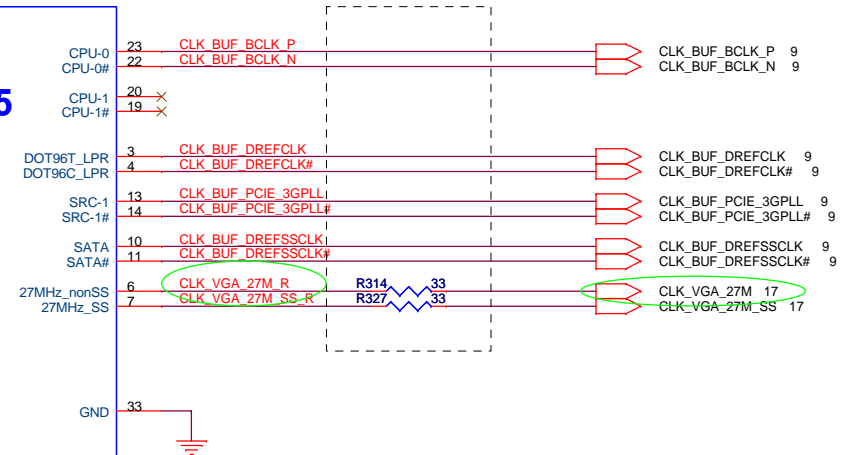 CPU-0 23 CLK_BUF_BCLK_P CLK_BUF_BCLK_P 9
CPU-0# 22 CLK_BUF_BCLK_N CLK_BUF_BCLK_N 9
CPU-1 20
5
CPU-1# 19
DOT96T_LPR 3 CLK_BUF_DREFCLK CLK_BUF_DREFCLK 9
DOT96C_LPR 4 CLK_BUF_DREFCLK# CLK_BUF_DREFCLK# 9
SRC-1 13 CLK_BUF_PCIE_3GPLL CLK_BUF_PCIE_3GPLL 9
SRC-1# 14 CLK_BUF_PCIE_3GPLL# CLK_BUF_PCIE_3GPLL# 9
SATA 10 CLK_BUF_DREFSSCLK CLK_BUF_DREFSSCLK 9
SATA# 11 CLK_BUF_DREFSSCLK# CLK_BUF_DREFSSCLK# 9
27MHz_nonSS 6 CLK_VGA_27M_R R314 33 CLK_VGA_27M 17
27MHz_SS 7 CLK_VGA_27M_SS_R R327 33 CLK_VGA_27M_SS 17
GND 33